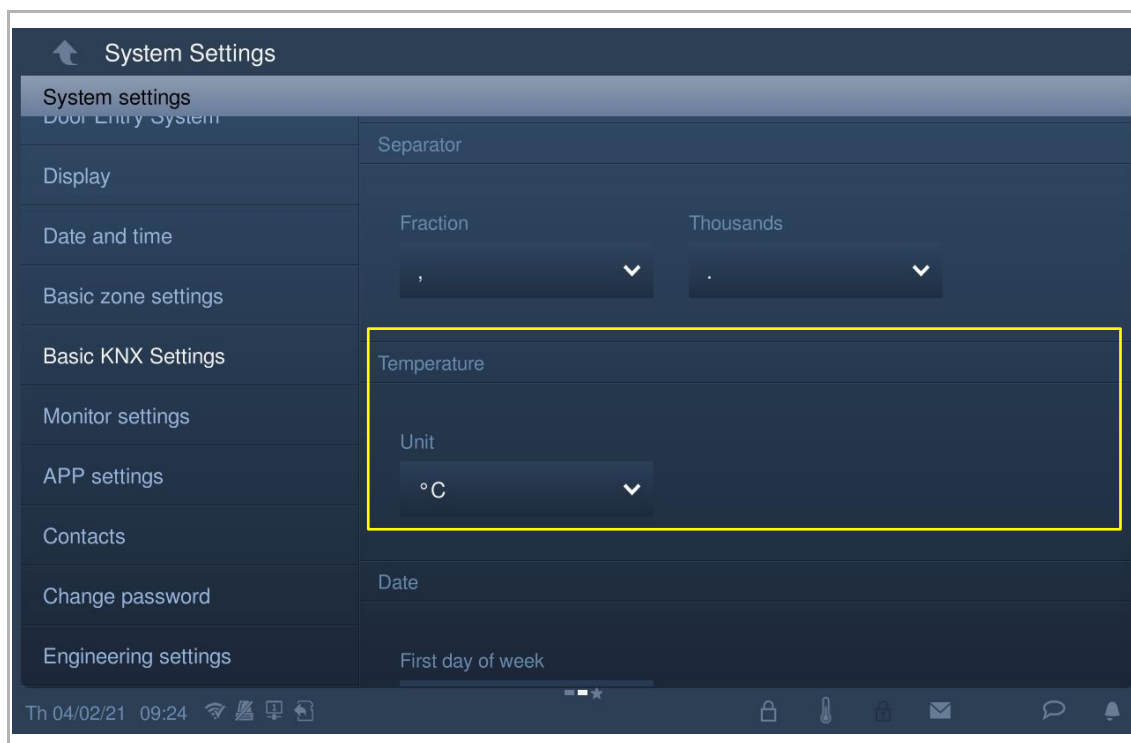 System Settings
System settings
Door Entry System
Display
Date and time
Basic zone settings
Basic KNX Settings
Monitor settings
APP settings
Contacts
Change password
Engineering settings
Separator
Fraction
Thousands
,
.
Temperature
Unit
°C
Date
First day of week
Th 04/02/21 09:24
1